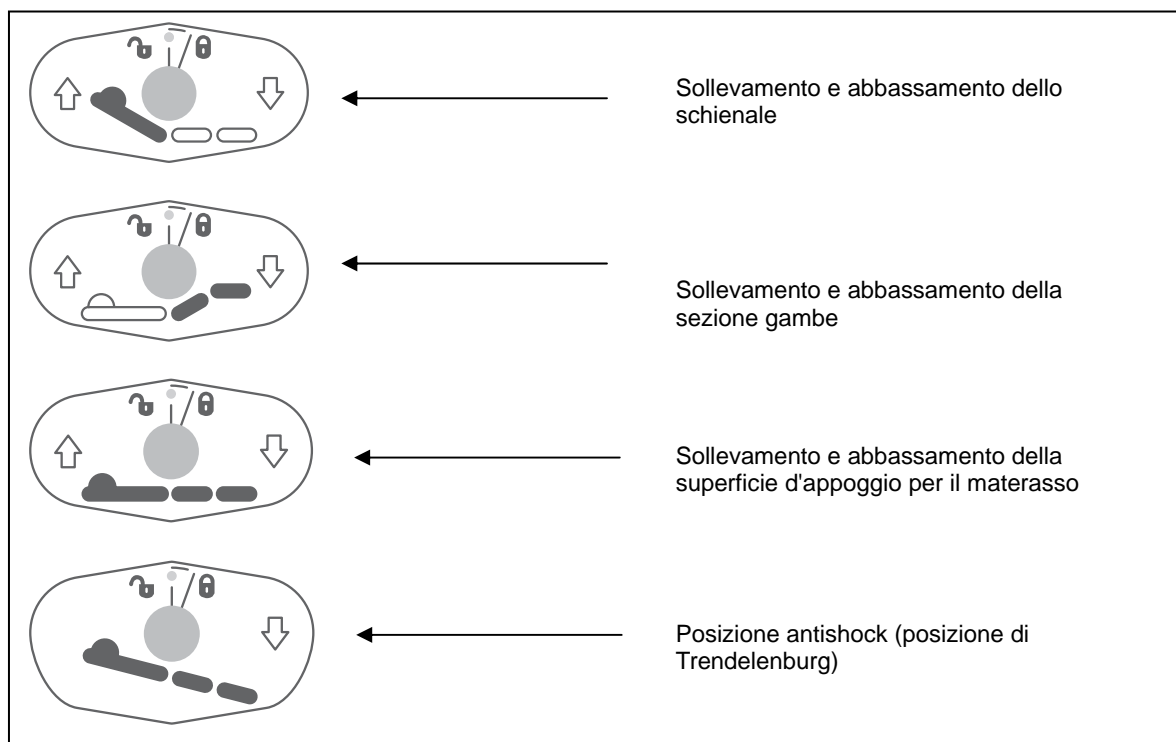 Sollevamento e abbassamento dello
schienale
Sollevamento e abbassamento della
sezione gambe
Sollevamento e abbassamento della
superficie d'appoggio per il materasso
Posizione antishock (posizione di
Trendelenburg)